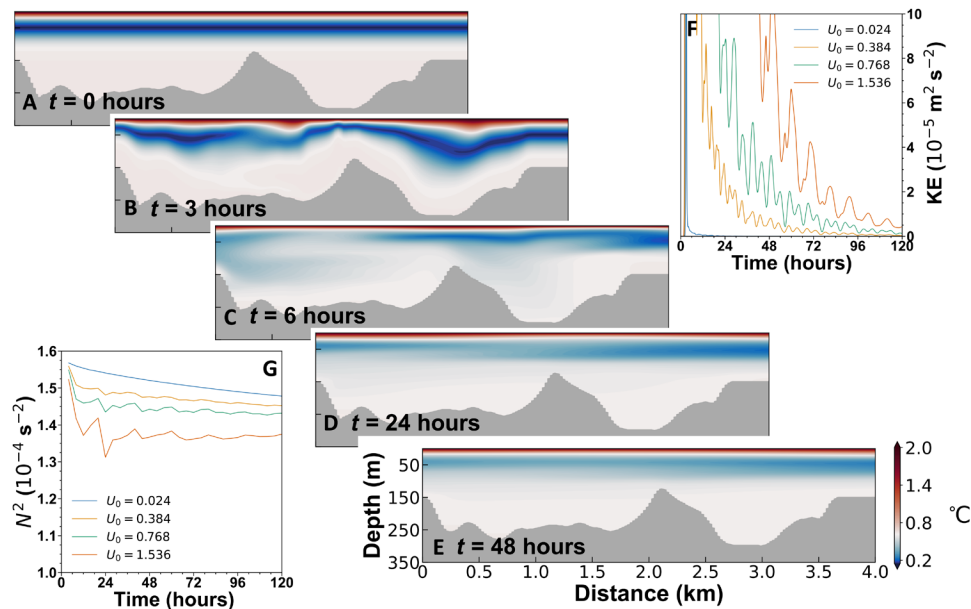 A t = 0 hours
B t = 3 hours
C t = 6 hours
D t = 24 hours
E t = 48 hours
Depth (m)
50
150
250
350
0
0.5
1.0
1.5
2.0
2.5
3.0
3.5
4.0
Distance (km)
2.0
1.4
0.8
0.2
℃
F
U₀ = 0.024
U₀ = 0.384
U₀ = 0.768
U₀ = 1.536
10
8
6
4
2
0
KE (10⁻⁵ m² s⁻²)
0 24 48 72 96 120
Time (hours)
G
1.6
1.5
1.4
1.3
1.2
1.1
1.0
N² (10⁻⁴ s⁻²)
U₀ = 0.024
U₀ = 0.384
U₀ = 0.768
U₀ = 1.536
0 24 48 72 96 120
Time (hours)